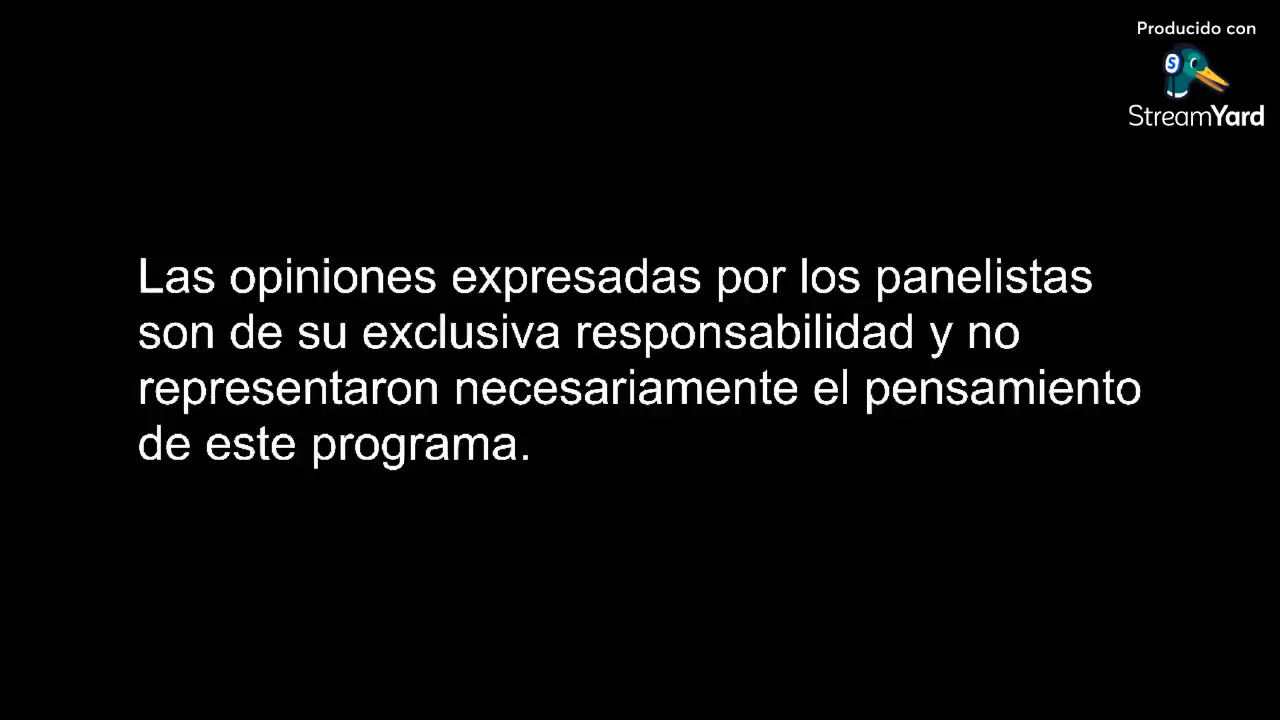 Producido con
S
StreamYard
Las opiniones expresadas por los panelistas
son de su exclusiva responsabilidad y no
representaron necesariamente el pensamiento
de este programa.